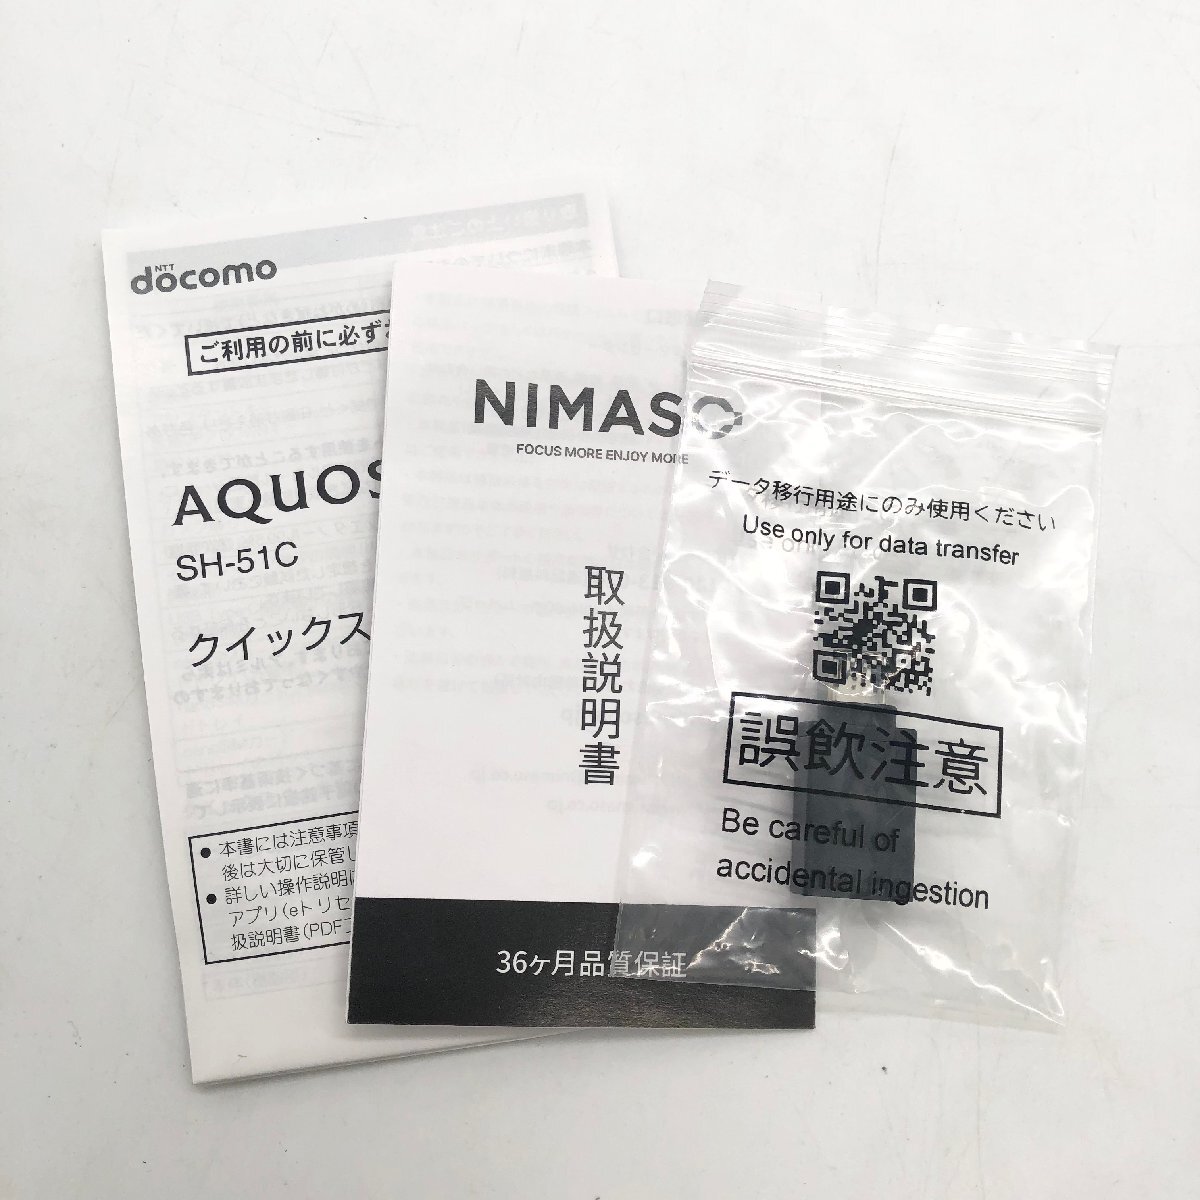 NTT
docomo
ご利用の前に必ず
AQUOS
SH-51C
クイックス
● 本書には注意事項
後は大切に保管し
● 詳しい操作説明は
アプリ(eトリセ
扱説明書(PDF
NIMASO
FOCUS MORE ENJOY MORE
取扱説明書
36ヶ月品質保証
データ移行用途にのみ使用ください
Use only for data transfer
誤飲注意
Be careful of
accidental ingestion